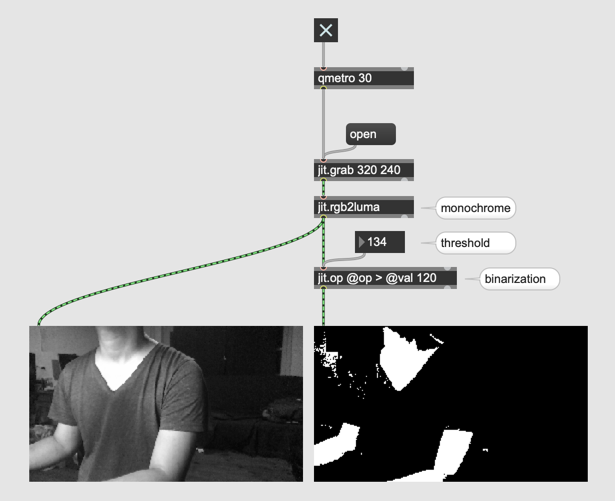 qmetro 30
open
jit.grab 320 240
jit.rgb2luma
monochrome
134
threshold
jit.op @op > @val 120
binarization